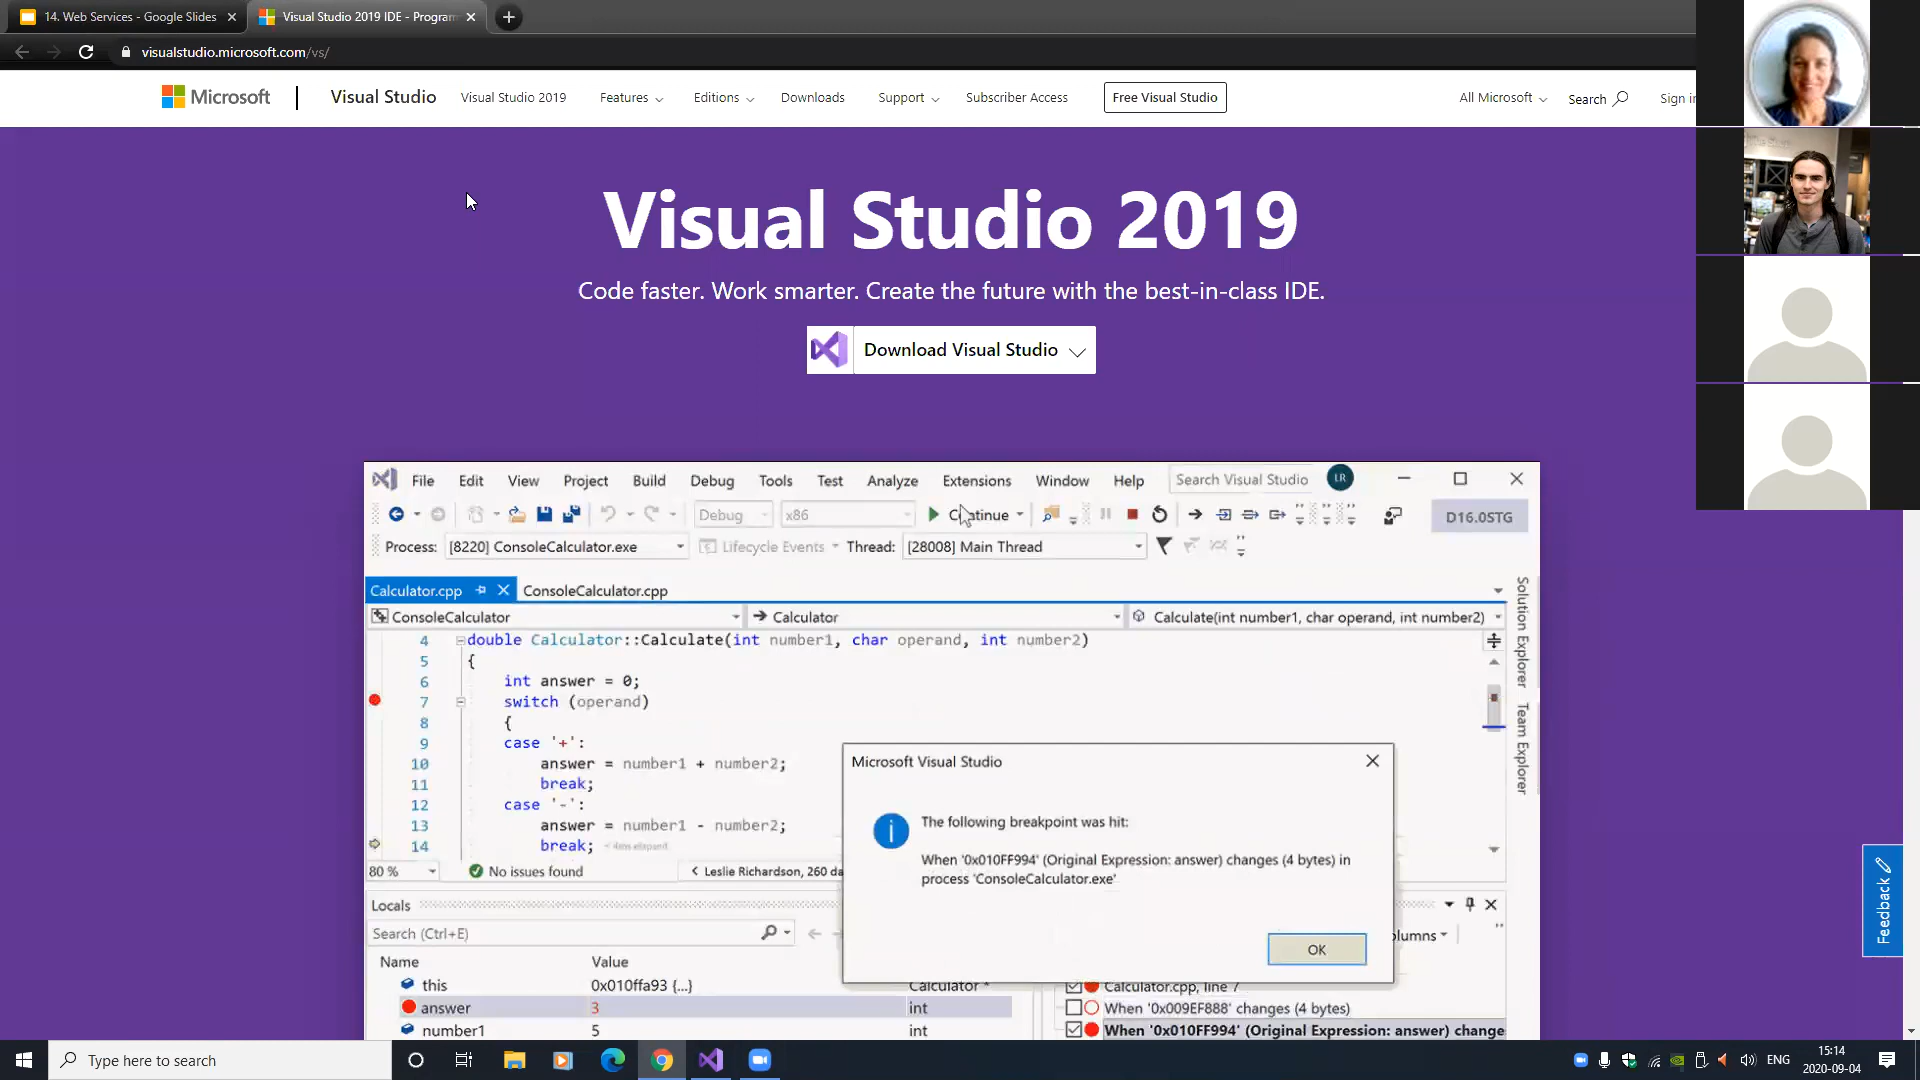 14. Web Services - Google Slides
Visual Studio 2019 IDE - Program
visualstudio.microsoft.com/vs/
Microsoft
Visual Studio
Visual Studio 2019
Features
Editions
Downloads
Support
Subscriber Access
Free Visual Studio
All Microsoft
Search
Sign in
Visual Studio 2019
Code faster. Work smarter. Create the future with the best-in-class IDE.
Download Visual Studio
File Edit View Project Build Debug Tools Test Analyze Extensions Window Help Search Visual Studio LR
Debug x86 Continue D16.0STG
Process: [8220] ConsoleCalculator.exe Lifecycle Events Thread: [28008] Main Thread
Calculator.cpp ConsoleCalculator.cpp
ConsoleCalculator Calculator Calculate(int number1, char operand, int number2)
4 double Calculator::Calculate(int number1, char operand, int number2)
5 {
6 int answer = 0;
7 switch (operand)
8 {
9 case '+':
10 answer = number1 + number2;
11 break;
12 case '-':
13 answer = number1 - number2;
14 break; < 4ms elapsed
Solution Explorer
Team Explorer
80 % No issues found < Leslie Richardson, 260 da
Microsoft Visual Studio
The following breakpoint was hit:
When '0x010FF994' (Original Expression: answer) changes (4 bytes) in
process 'ConsoleCalculator.exe'
OK
Locals
Search (Ctrl+E)
Name Value
this 0x010ffa93 {...} Calculator *
answer 3 int
number1 5 int
olumns
Calculator.cpp, line 7
When '0x009EF888' changes (4 bytes)
When '0x010FF994' (Original Expression: answer) change
Feedback
Type here to search
ENG
15:14
2020-09-04